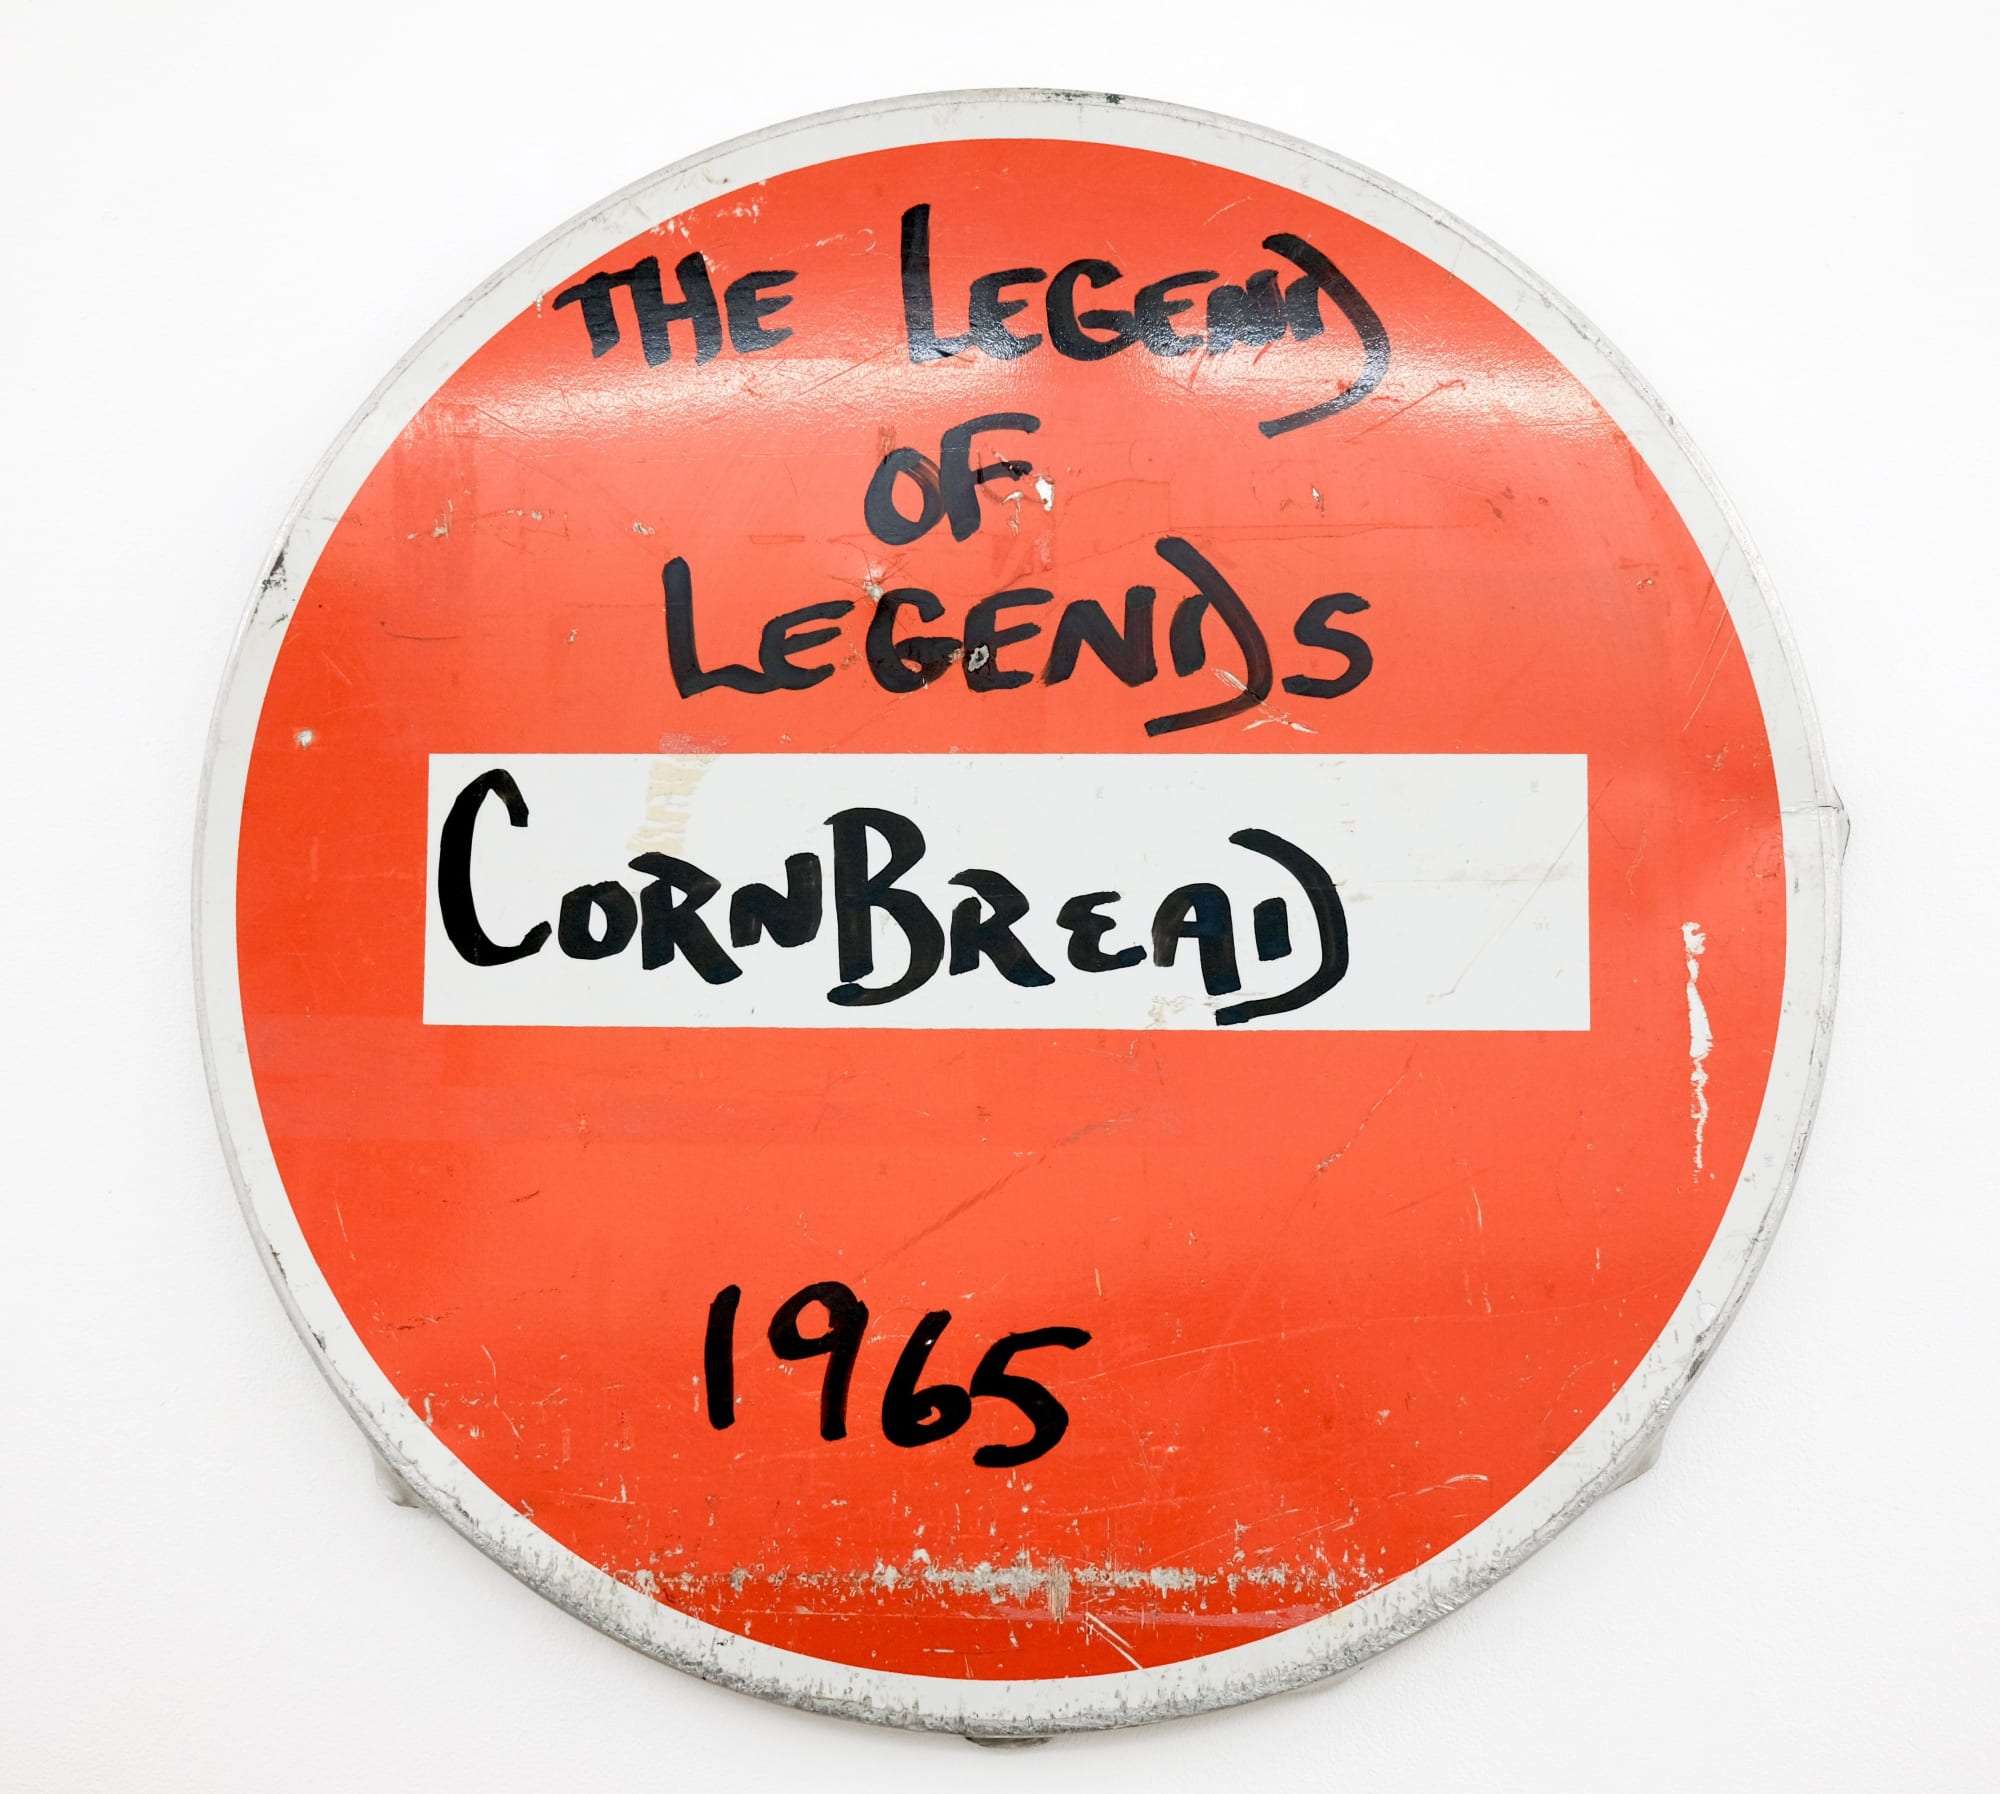 THE LEGEND
OF
LEGENDS
CORNBREAD
1965